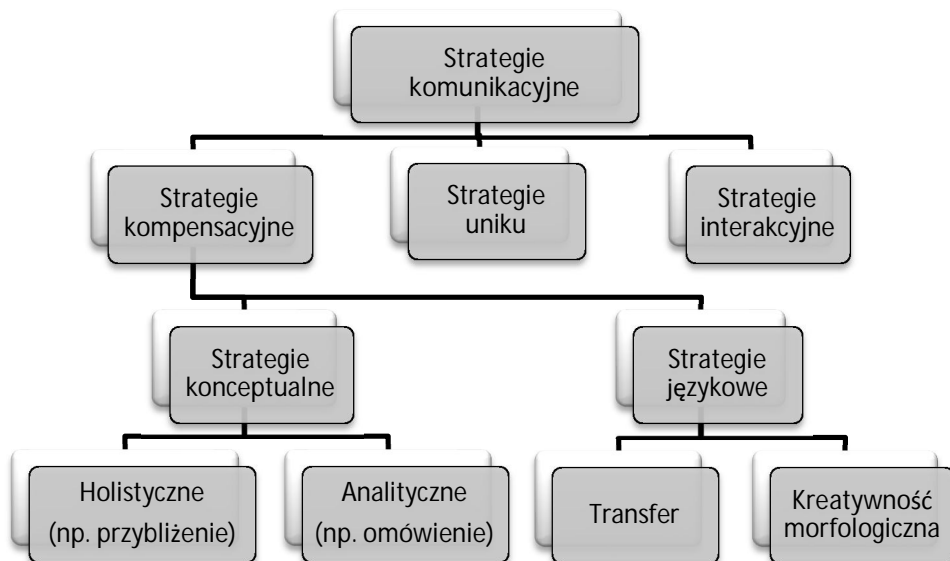 Strategie
komunikacyjne
Strategie
kompensacyjne
Strategie
uniku
Strategie
interakcyjne
Strategie
konceptualne
Strategie
językowe
Holistyczne
(np. przybliżenie)
Analityczne
(np. omówienie)
Transfer
Kreatywność
morfologiczna